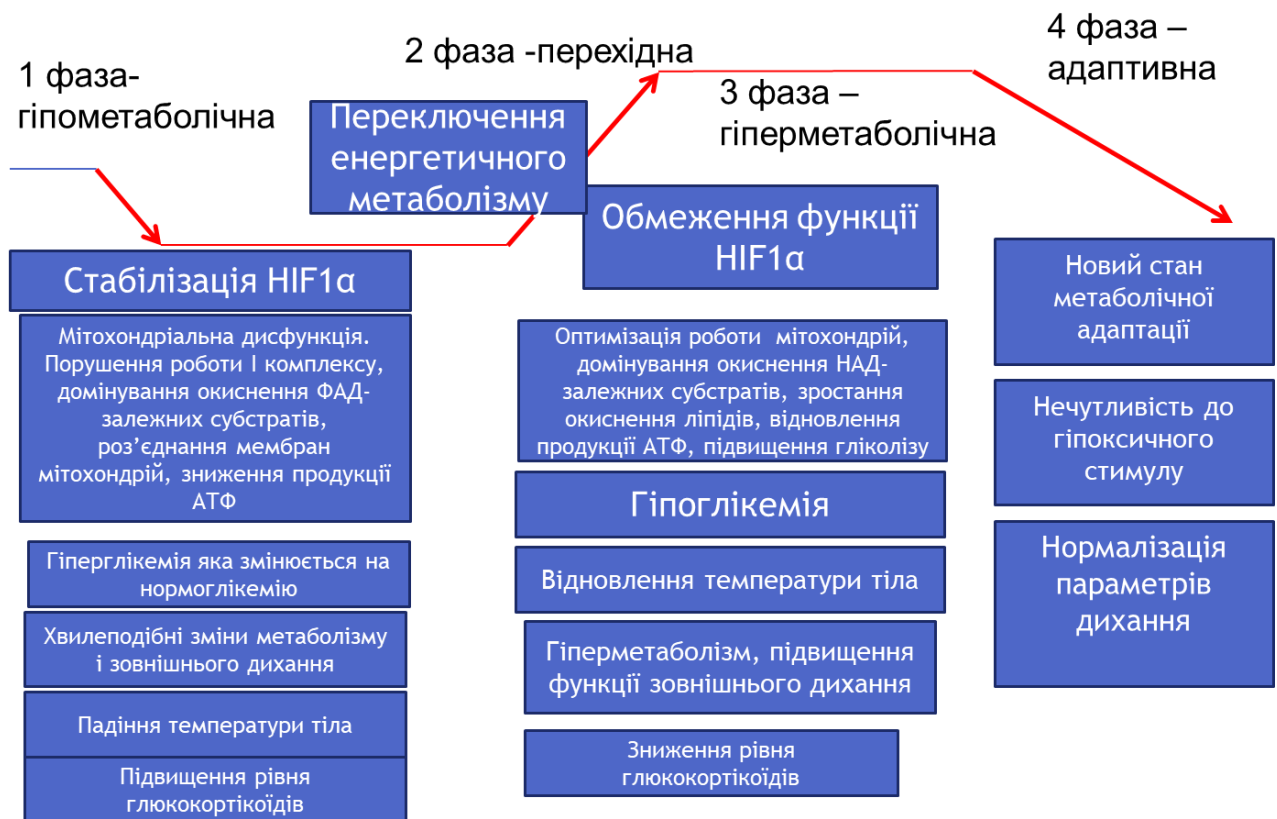 1 фаза-
гіпометаболічна
2 фаза -перехідна
4 фаза –
адаптивна
3 фаза –
гіперметаболічна
Переключення
енергетичного
метаболізму
Обмеження функції
HIF1α
Стабілізація HIF1α
Мітохондріальна дисфункція.
Порушення роботи І комплексу,
домінування окиснення ФАД-
залежних субстратів,
роз’єднання мембран
мітохондрій, зниження продукції
АТФ
Гіперглікемія яка змінюється на
нормоглікемію
Хвилеподібні зміни метаболізму
і зовнішнього дихання
Падіння температури тіла
Підвищення рівня
глюкокортікоїдів
Оптимізація роботи мітохондрій,
домінування окиснення НАД-
залежних субстратів, зростання
окиснення ліпідів, відновлення
продукції АТФ, підвищення гліколізу
Гіпоглікемія
Відновлення температури тіла
Гіперметаболізм, підвищення
функції зовнішнього дихання
Зниження рівня
глюкокортікоїдів
Новий стан
метаболічної
адаптації
Нечутливість до
гіпоксичного
стимулу
Нормалізація
параметрів
дихання